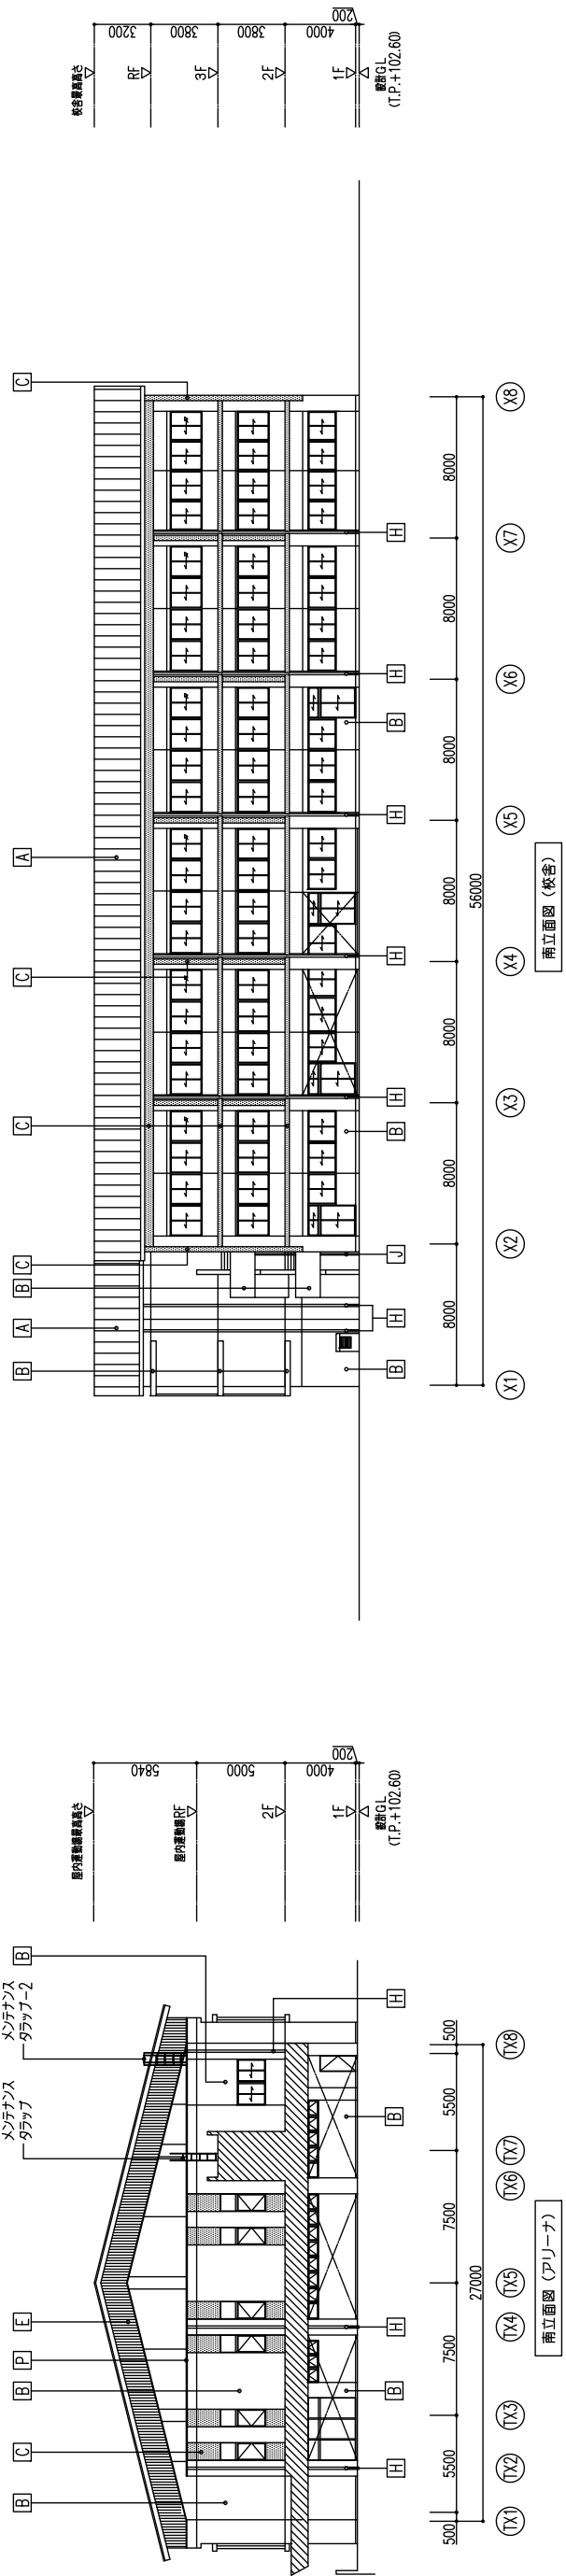 校舎最高高さ
RF
3F
2F
1F
設計G.L
(T.P.+102.60)
3200
3800
3800
4000
200
C
A
C
C
C
B
A
B
H
H
B
H
H
H
B
J
H
B
8000
8000
8000
8000
8000
8000
8000
56000
X8
X7
X6
X5
X4
X3
X2
X1
南立面図（校舎）
屋内運動場最高高さ
屋内運動場RF
2F
1F
設計G.L
(T.P.+102.60)
5840
5000
4000
200
メンテナンス
タラップ-2
メンテナンス
タラップ
B
E
P
B
C
B
H
B
H
B
H
500
5500
7500
7500
5500
500
27000
TX8
TX7
TX6
TX5
TX4
TX3
TX2
TX1
南立面図（アリーナ）